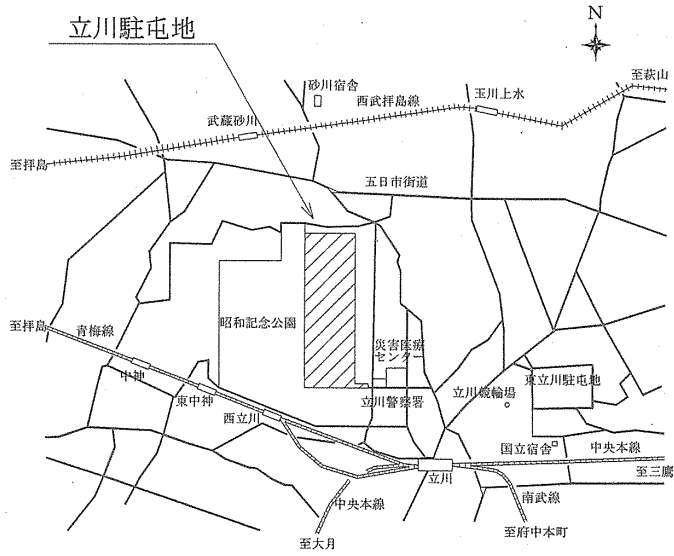 N
立川駐屯地
至萩山
砂川宿舎
玉川上水
西武拝島線
武蔵砂川
至拝島
五日市街道
昭和記念公園
至拝島
青梅線
災害医療
センター
中神
東中神
立川警察署
立川競輪場
東立川駐屯地
西立川
国立宿舎
中央本線
立川
至三鷹
南武線
中央本線
至府中本町
至大月